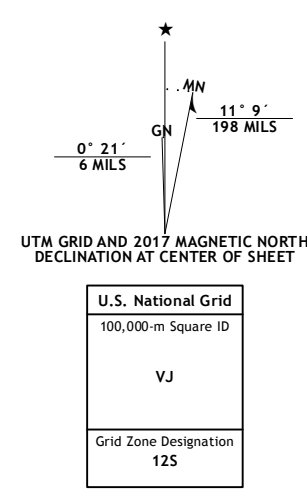 ★
MN
GN
11° 9´
198 MILS
0° 21´
6 MILS
UTM GRID AND 2017 MAGNETIC NORTH
DECLINATION AT CENTER OF SHEET
U.S. National Grid
100,000-m Square ID
VJ
Grid Zone Designation
12S